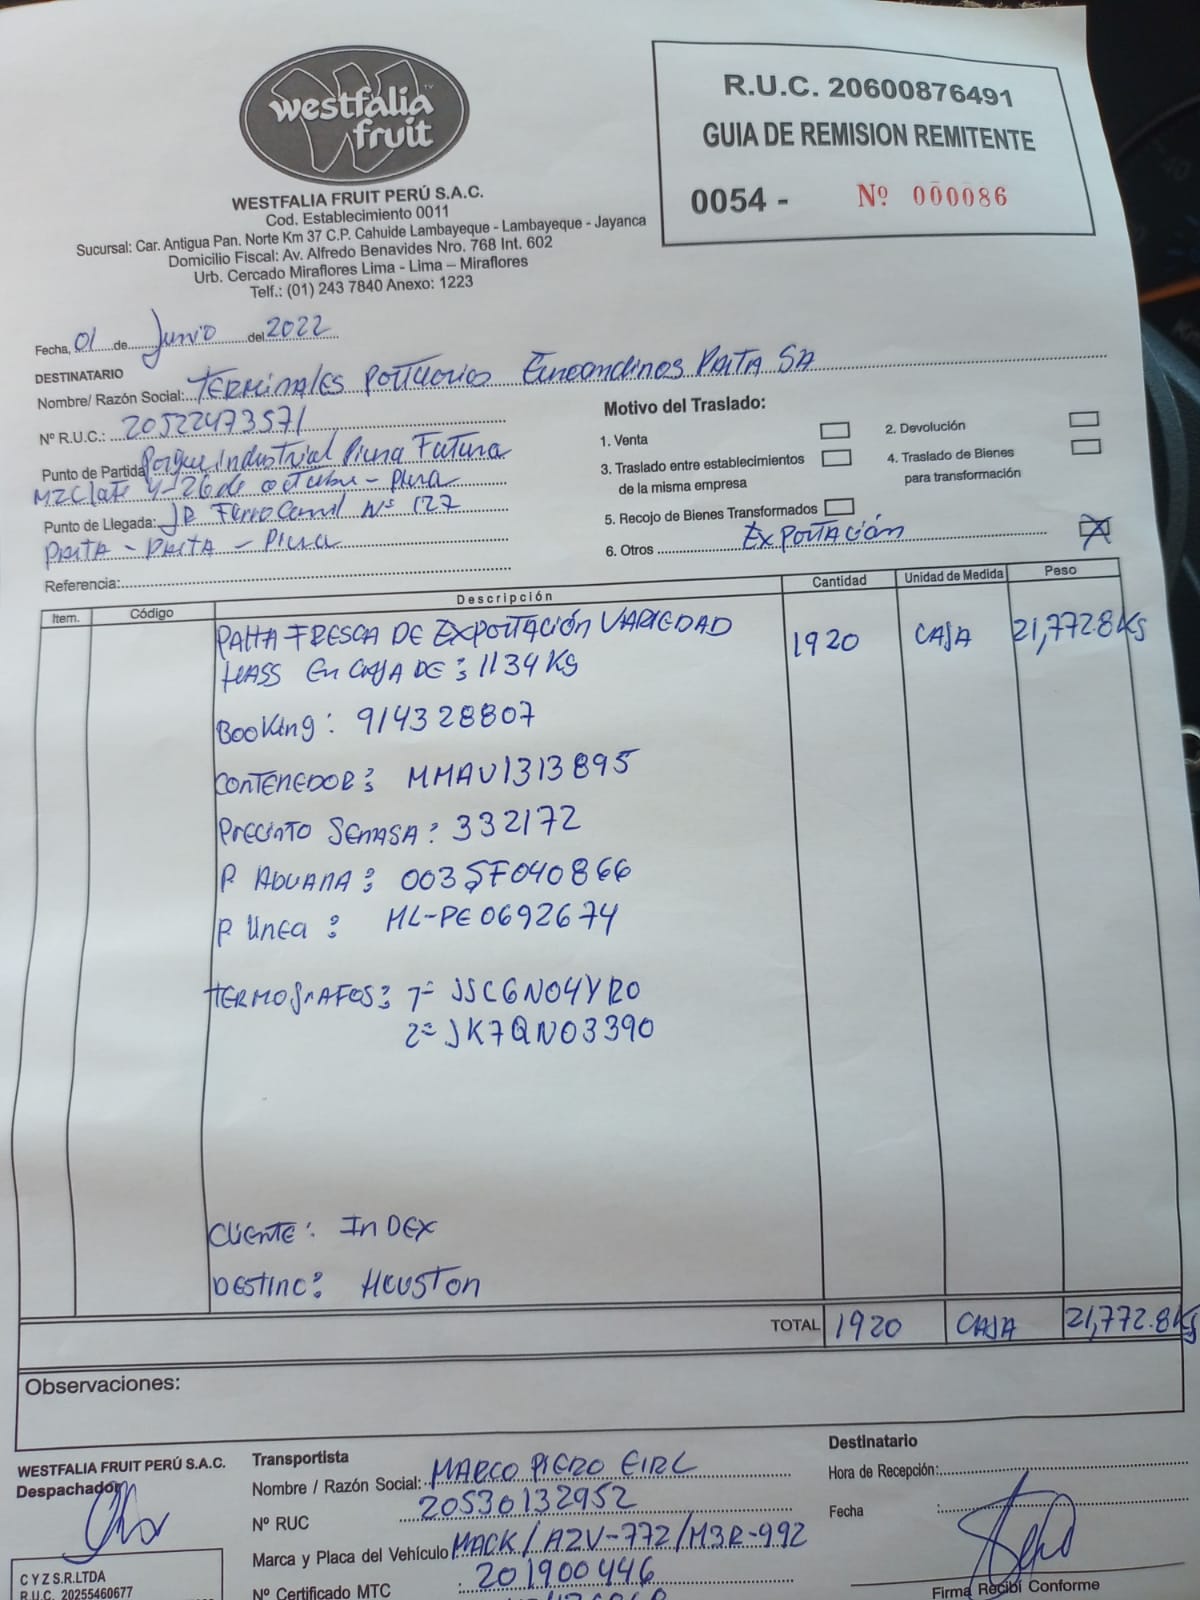 westfalia
fruit
WESTFALIA FRUIT PERÚ S.A.C.
Cod. Establecimiento 0011
Sucursal: Car. Antigua Pan. Norte Km 37 C.P. Cahuide Lambayeque - Lambayeque - Jayanca
Domicilio Fiscal: Av. Alfredo Benavides Nro. 768 Int. 602
Urb. Cercado Miraflores Lima - Lima – Miraflores
Telf.: (01) 243 7840 Anexo: 1223
R.U.C. 20600876491
GUIA DE REMISION REMITENTE
0054 - Nº 000086
Fecha, 01 de Junio del 2022
DESTINATARIO
Nombre/ Razón Social: TERMINALES PORTUARIOS Euroandinos PAITA SA
Nº R.U.C.: 20522473571
Punto de Partida Parque Industrial Piura Futura
MZC late 4-26 de octubre - Piura
Punto de Llegada: JR Ferrocarril Nº 127
PAITA - PAITA - PIURA
Referencia:
Motivo del Traslado:
1. Venta
2. Devolución
3. Traslado entre establecimientos
de la misma empresa
4. Traslado de Bienes
para transformación
5. Recojo de Bienes Transformados
6. Otros EXPORTACIÓN X
Item. Código Descripción Cantidad Unidad de Medida Peso
PALTA FRESCA DE EXPORTACIÓN VARIEDAD 1920 CAJA 21,772.8 KG
HASS EN CAJA DE : 1134 KG
Booking: 914328807
CONTENEDOR: MMAU1313895
Precinto SENASA: 332172
P. ADUANA: 0035F040866
P. Linea: ML-PE0692674
TERMOGRAFOS: 1= JSCGN04YR0
2= JK7QN03390
CLIENTE: INDEX
DESTINO: HOUSTON
TOTAL 1920 CAJA 21,772.8 KG
Observaciones:
WESTFALIA FRUIT PERÚ S.A.C.
Despachador
C Y Z S.R.LTDA
R.U.C. 20255460677
Transportista
Nombre / Razón Social: MARCO PIERO EIRL
Nº RUC 20530132952
Marca y Placa del Vehículo MACK / AZV-772 / M3R-992
Nº Certificado MTC : 201900446
Destinatario
Hora de Recepción:
Fecha :
Firma Recibí Conforme